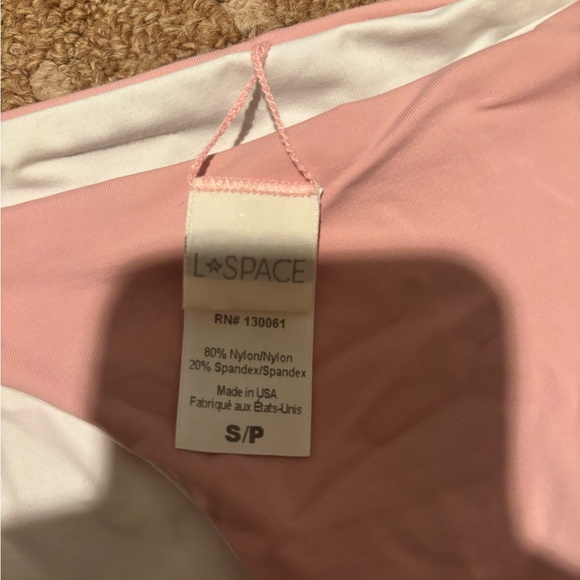 L☆SPACE
RN# 130061
80% Nylon/Nylon
20% Spandex/Spandex
Made in USA
Fabriqué aux États-Unis
S/P